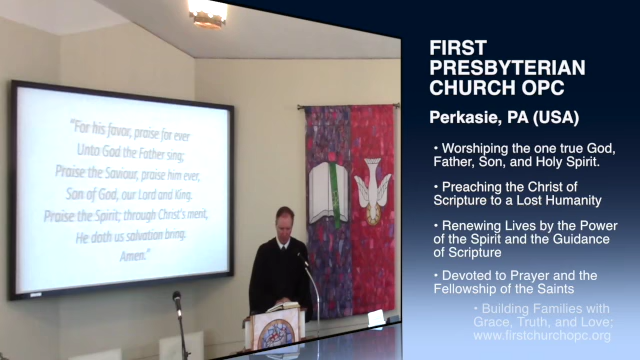 "For his favor, praise for ever
Unto God the Father sing;
Praise the Saviour, praise him ever,
Son of God, our Lord and King.
Praise the Spirit; through Christ's merit,
He doth us salvation bring.
Amen."
FIRST
PRESBYTERIAN
CHURCH OPC
Perkasie, PA (USA)
• Worshiping the one true God,
Father, Son, and Holy Spirit.
• Preaching the Christ of
Scripture to a Lost Humanity
• Renewing Lives by the Power
of the Spirit and the Guidance
of Scripture
• Devoted to Prayer and the
Fellowship of the Saints
• Building Families with
Grace, Truth, and Love;
www.firstchurchopc.org